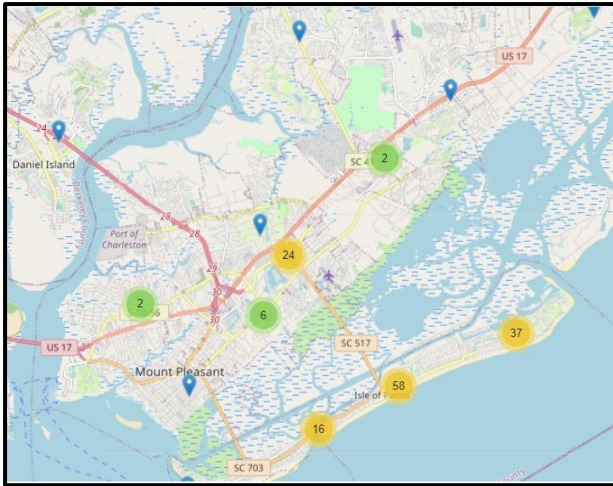 US 17
24
Daniel Island
SC 41
2
28
Port of
Charleston
28
24
29
30
2
6
30
37
US 17
SC 517
Mount Pleasant
58
Isle of Palms
16
SC 703